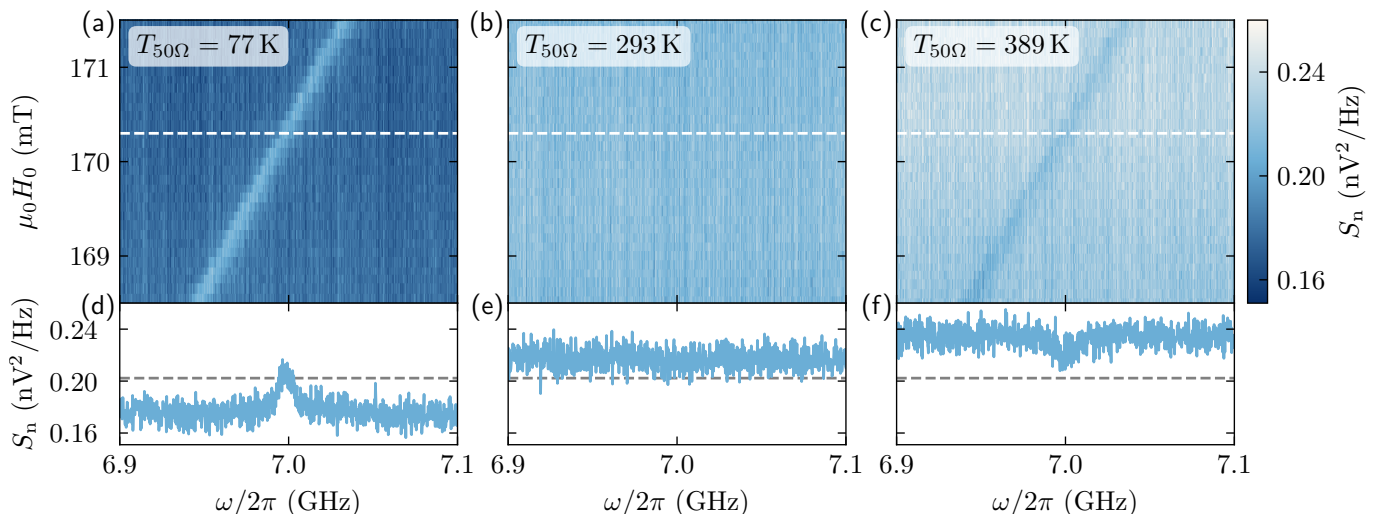 (a) T₅₀Ω = 77 K
(b) T₅₀Ω = 293 K
(c) T₅₀Ω = 389 K
171
170
169
μ₀H₀ (mT)
0.24
0.20
0.16
Sₙ (nV²/Hz)
(d)
(e)
(f)
0.24
0.20
0.16
Sₙ (nV²/Hz)
6.9 7.0 7.1
6.9 7.0 7.1
6.9 7.0 7.1
ω/2π (GHz)
ω/2π (GHz)
ω/2π (GHz)